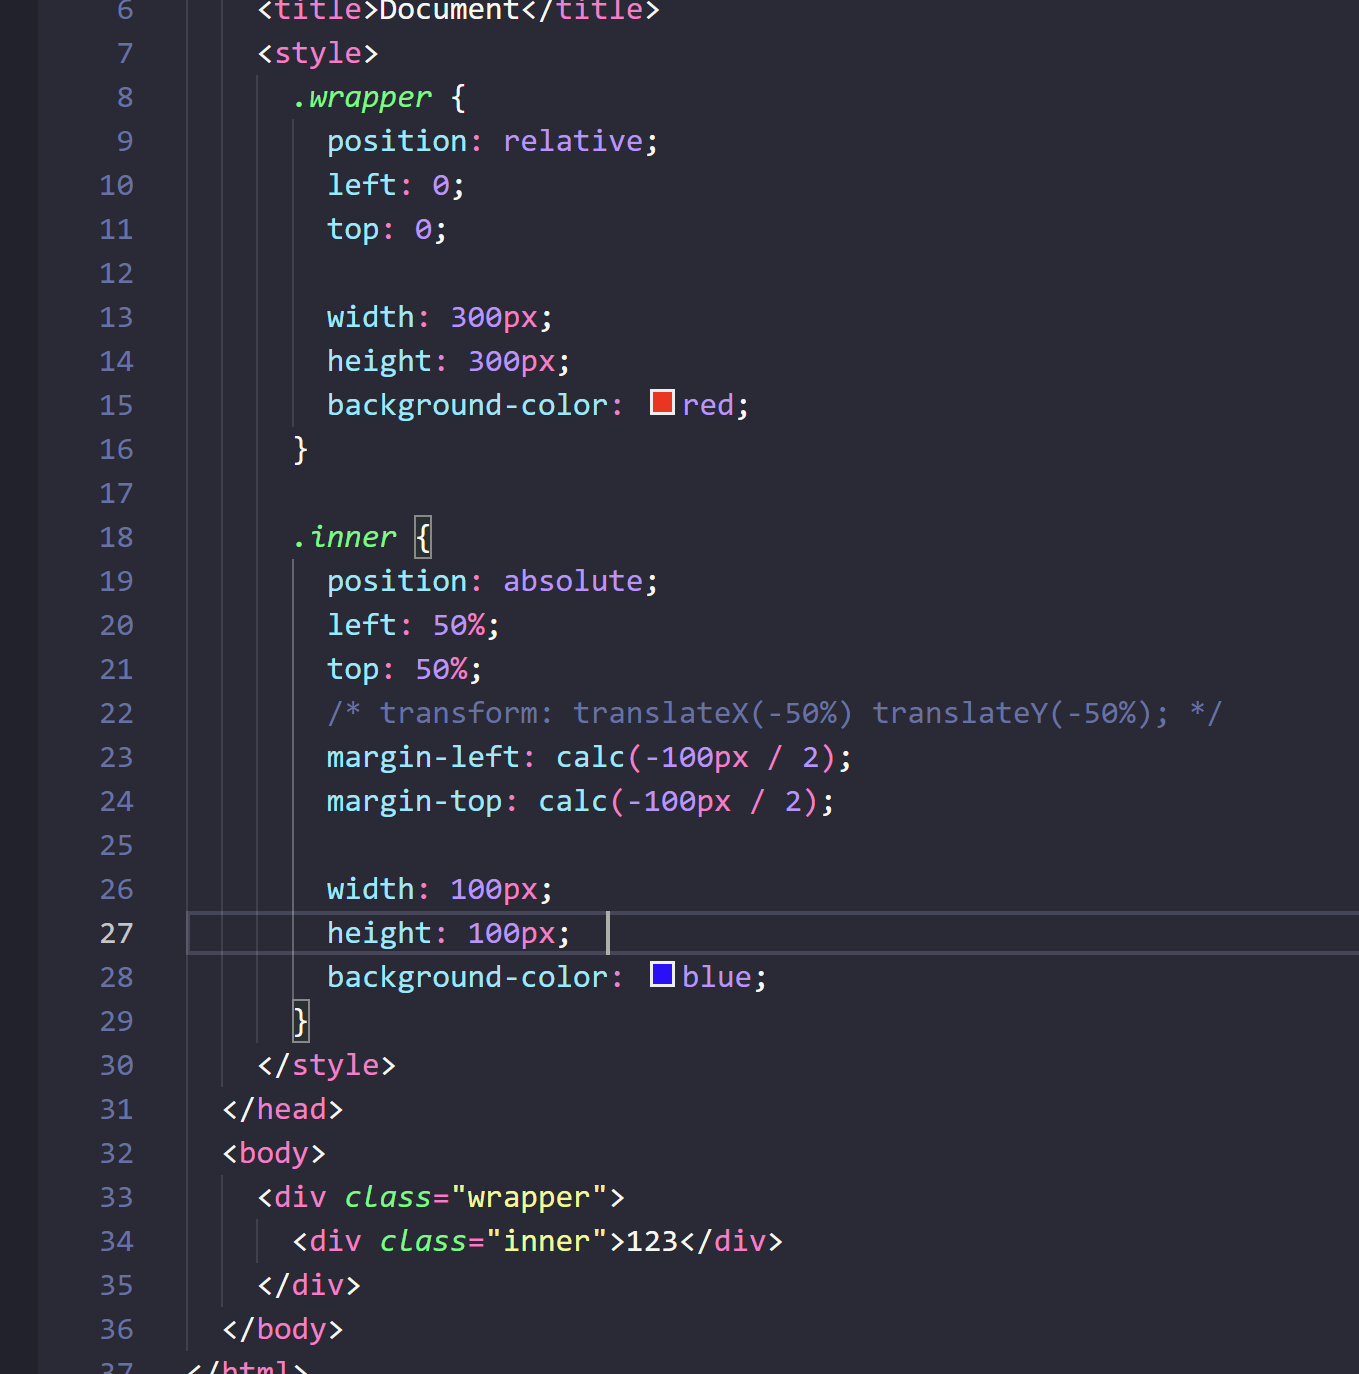 6 <title>Document</title>
7 <style>
8 .wrapper {
9 position: relative;
10 left: 0;
11 top: 0;
12
13 width: 300px;
14 height: 300px;
15 background-color: red;
16 }
17
18 .inner {
19 position: absolute;
20 left: 50%;
21 top: 50%;
22 /* transform: translateX(-50%) translateY(-50%); */
23 margin-left: calc(-100px / 2);
24 margin-top: calc(-100px / 2);
25
26 width: 100px;
27 height: 100px;
28 background-color: blue;
29 }
30 </style>
31 </head>
32 <body>
33 <div class="wrapper">
34 <div class="inner">123</div>
35 </div>
36 </body>
37 </html>